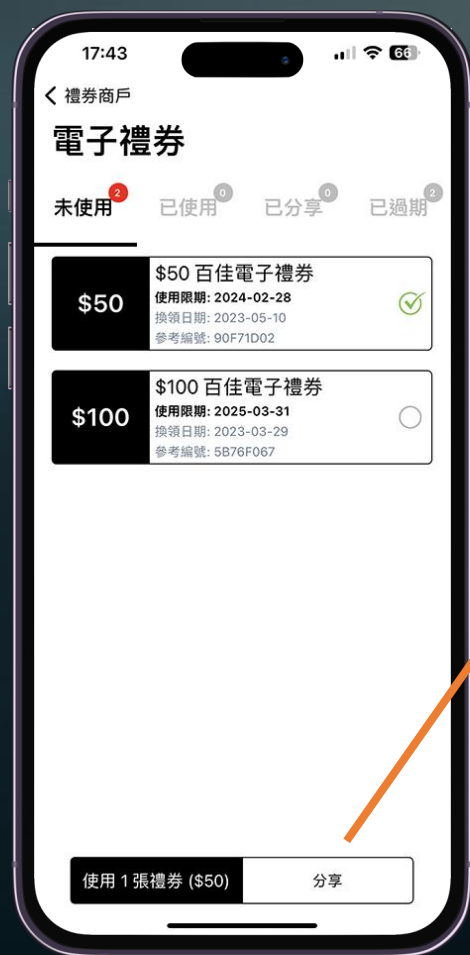 17:43
66
禮券商戶
電子禮券
未使用 2
已使用 0
已分享 0
已過期 2
$50
$50 百佳電子禮券
使用限期: 2024-02-28
換領日期: 2023-05-10
參考編號: 90F71D02
$100
$100 百佳電子禮券
使用限期: 2025-03-31
換領日期: 2023-03-29
參考編號: 5B76F067
使用 1 張禮券 ($50)
分享